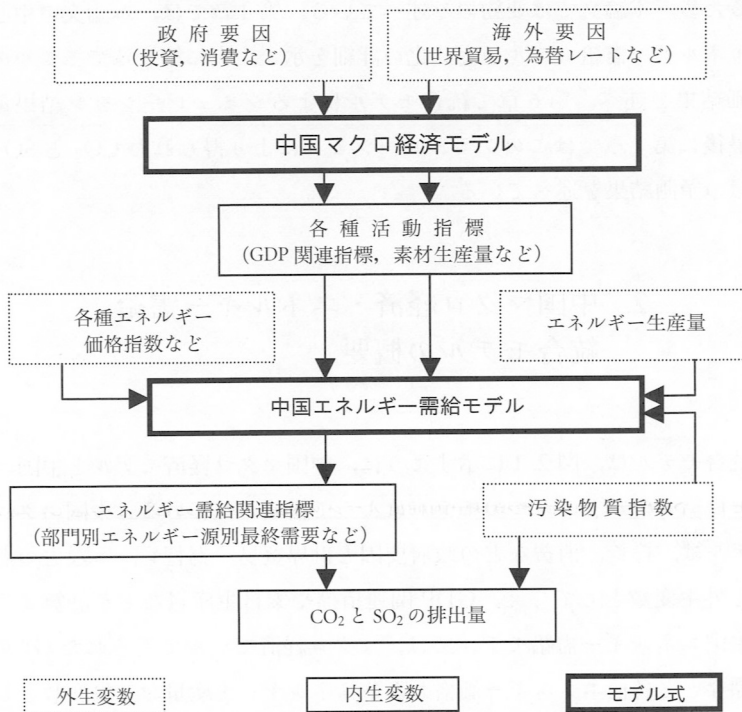 政府要因
(投資，消費など)
海外要因
(世界貿易，為替レートなど)
中国マクロ経済モデル
各種活動指標
(GDP 関連指標，素材生産量など)
各種エネルギー
価格指数など
エネルギー生産量
中国エネルギー需給モデル
エネルギー需給関連指標
(部門別エネルギー源別最終需要など)
汚染物質指数
CO₂ と SO₂ の排出量
外生変数
内生変数
モデル式